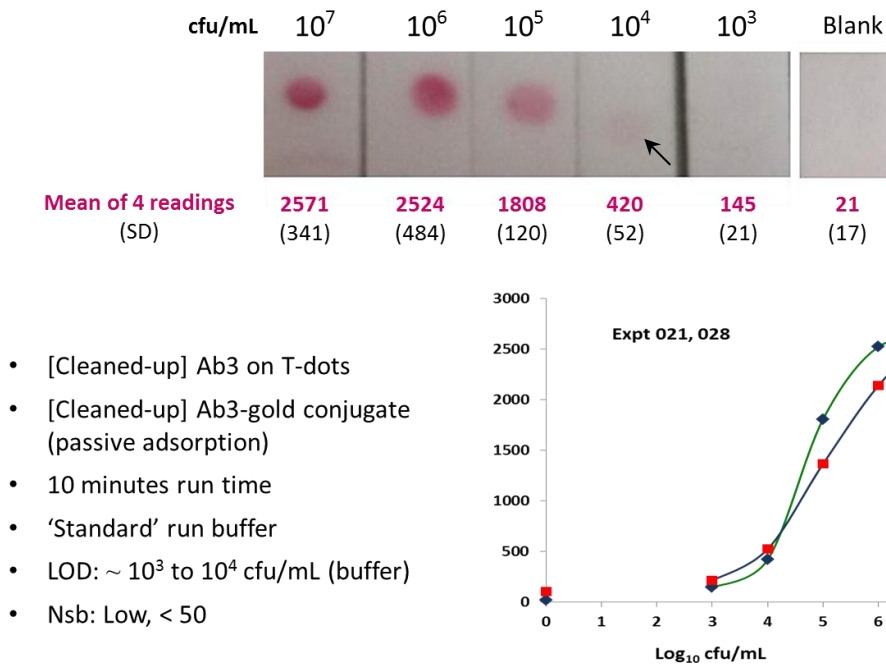 cfu/mL 10⁷ 10⁶ 10⁵ 10⁴ 10³ Blank
Mean of 4 readings 2571 2524 1808 420 145 21
(SD) (341) (484) (120) (52) (21) (17)
• [Cleaned-up] Ab3 on T-dots
• [Cleaned-up] Ab3-gold conjugate
(passive adsorption)
• 10 minutes run time
• ‘Standard’ run buffer
• LOD: ~ 10³ to 10⁴ cfu/mL (buffer)
• Nsb: Low, < 50
Expt 021, 028
3000
2500
2000
1500
1000
500
0
0 1 2 3 4 5 6
Log₁₀ cfu/mL